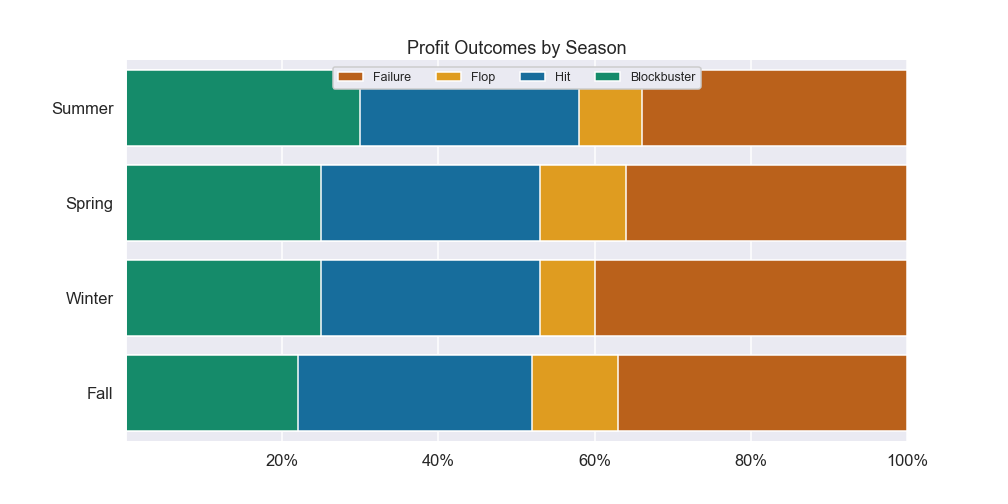 Profit Outcomes by Season
Failure Flop Hit Blockbuster
Summer
Spring
Winter
Fall
20% 40% 60% 80% 100%